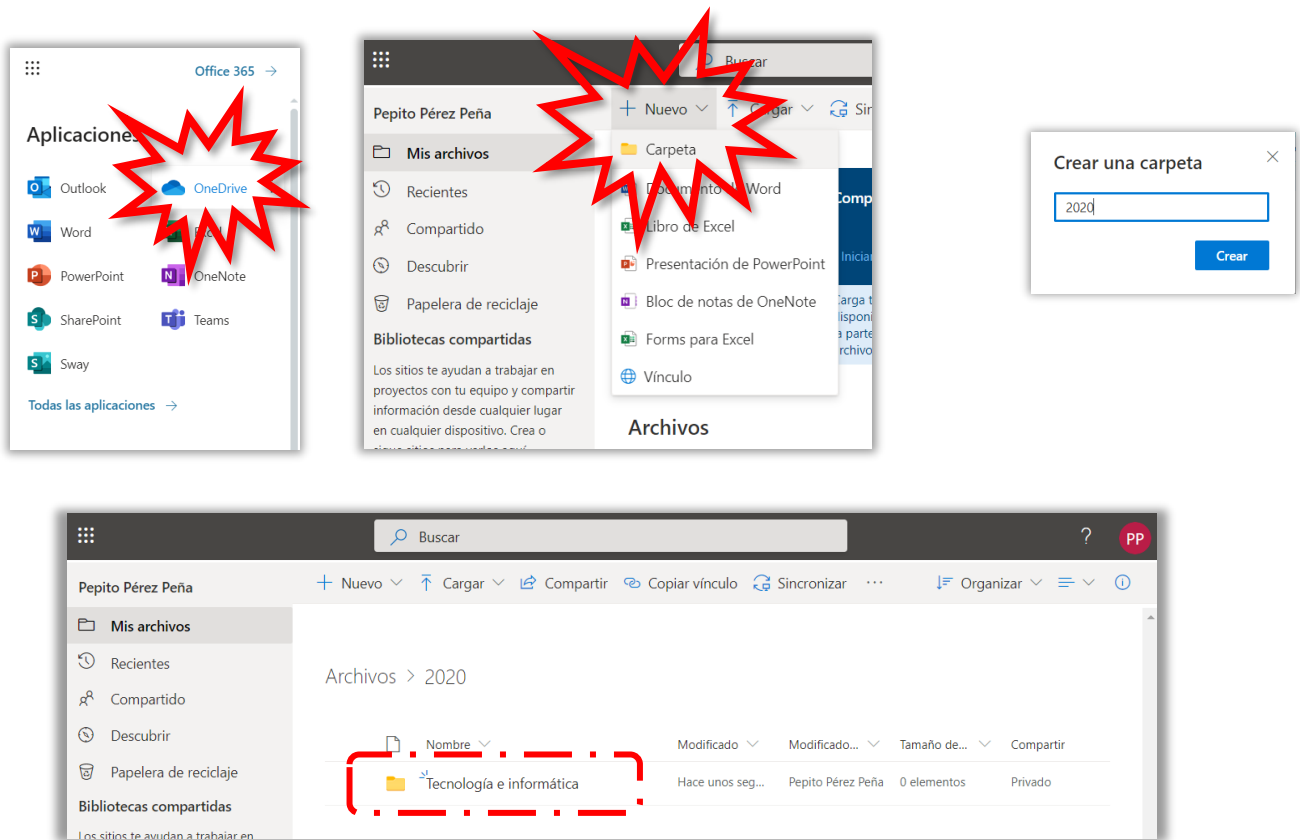 Office 365 →
Aplicaciones
Outlook
OneDrive
Word
PowerPoint
OneNote
SharePoint
Teams
Sway
Todas las aplicaciones →
Buscar
Pepito Pérez Peña
Nuevo
Cargar
Mis archivos
Recientes
Compartido
Descubrir
Papelera de reciclaje
Bibliotecas compartidas
Los sitios te ayudan a trabajar en
proyectos con tu equipo y compartir
información desde cualquier lugar
en cualquier dispositivo. Crea o
Carpeta
Documento de Word
Libro de Excel
Presentación de PowerPoint
Bloc de notas de OneNote
Forms para Excel
Vínculo
Archivos
Crear una carpeta
2020
Crear
Buscar
? PP
Pepito Pérez Peña
Nuevo Cargar Compartir Copiar vínculo Sincronizar ··· Organizar
Mis archivos
Recientes
Compartido
Descubrir
Papelera de reciclaje
Bibliotecas compartidas
Los sitios te ayudan a trabajar en
Archivos > 2020
Nombre Modificado Modificado... Tamaño de... Compartir
Tecnología e informática Hace unos seg... Pepito Pérez Peña 0 elementos Privado